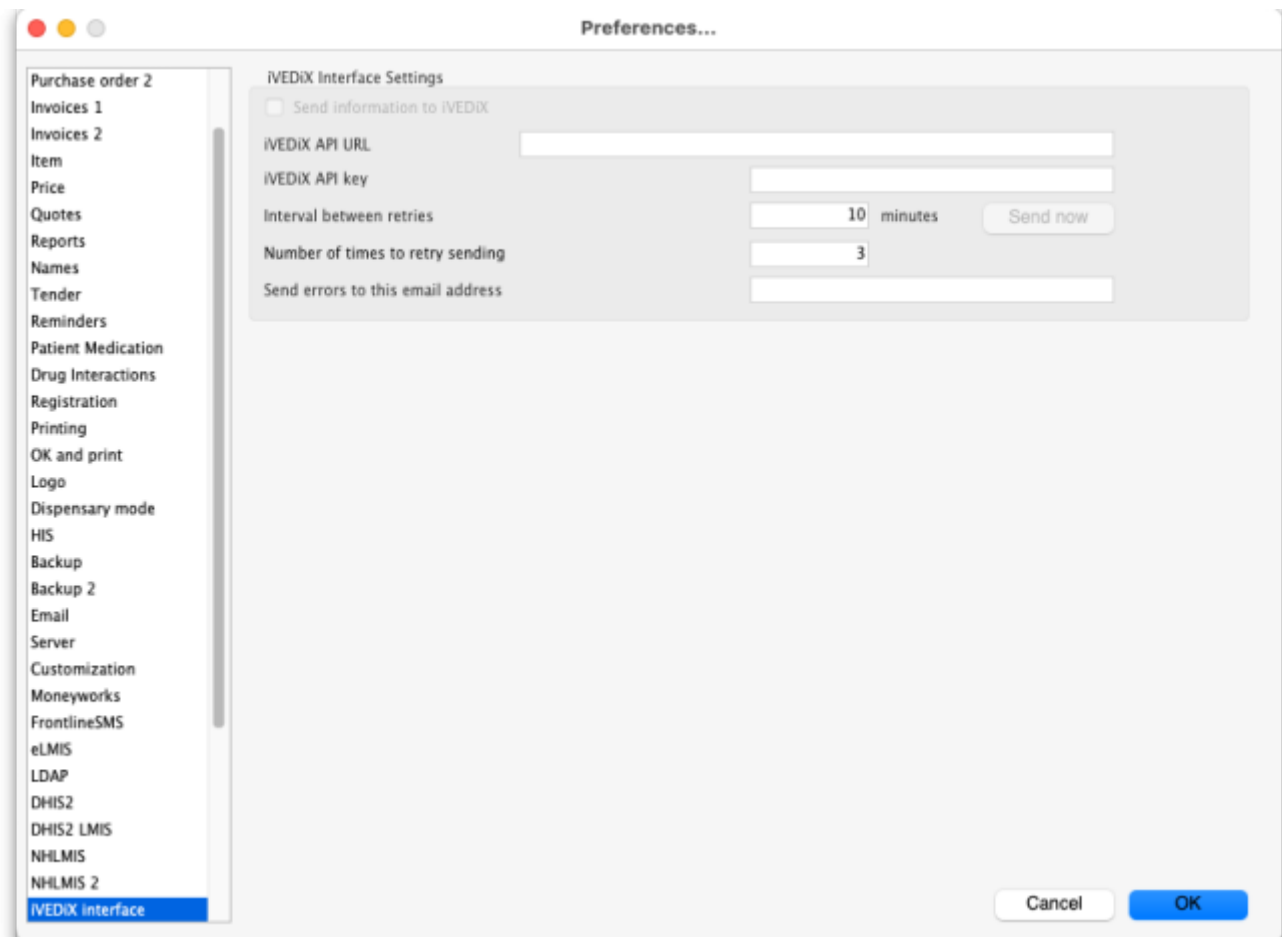 Preferences...
Purchase order 2
Invoices 1
Invoices 2
Item
Price
Quotes
Reports
Names
Tender
Reminders
Patient Medication
Drug Interactions
Registration
Printing
OK and print
Logo
Dispensary mode
HIS
Backup
Backup 2
Email
Server
Customization
Moneyworks
FrontlineSMS
eLMIS
LDAP
DHIS2
DHIS2 LMIS
NHLMIS
NHLMIS 2
iVEDiX interface
iVEDiX Interface Settings
Send information to iVEDiX
iVEDiX API URL
iVEDiX API key
Interval between retries 10 minutes Send now
Number of times to retry sending 3
Send errors to this email address
Cancel OK